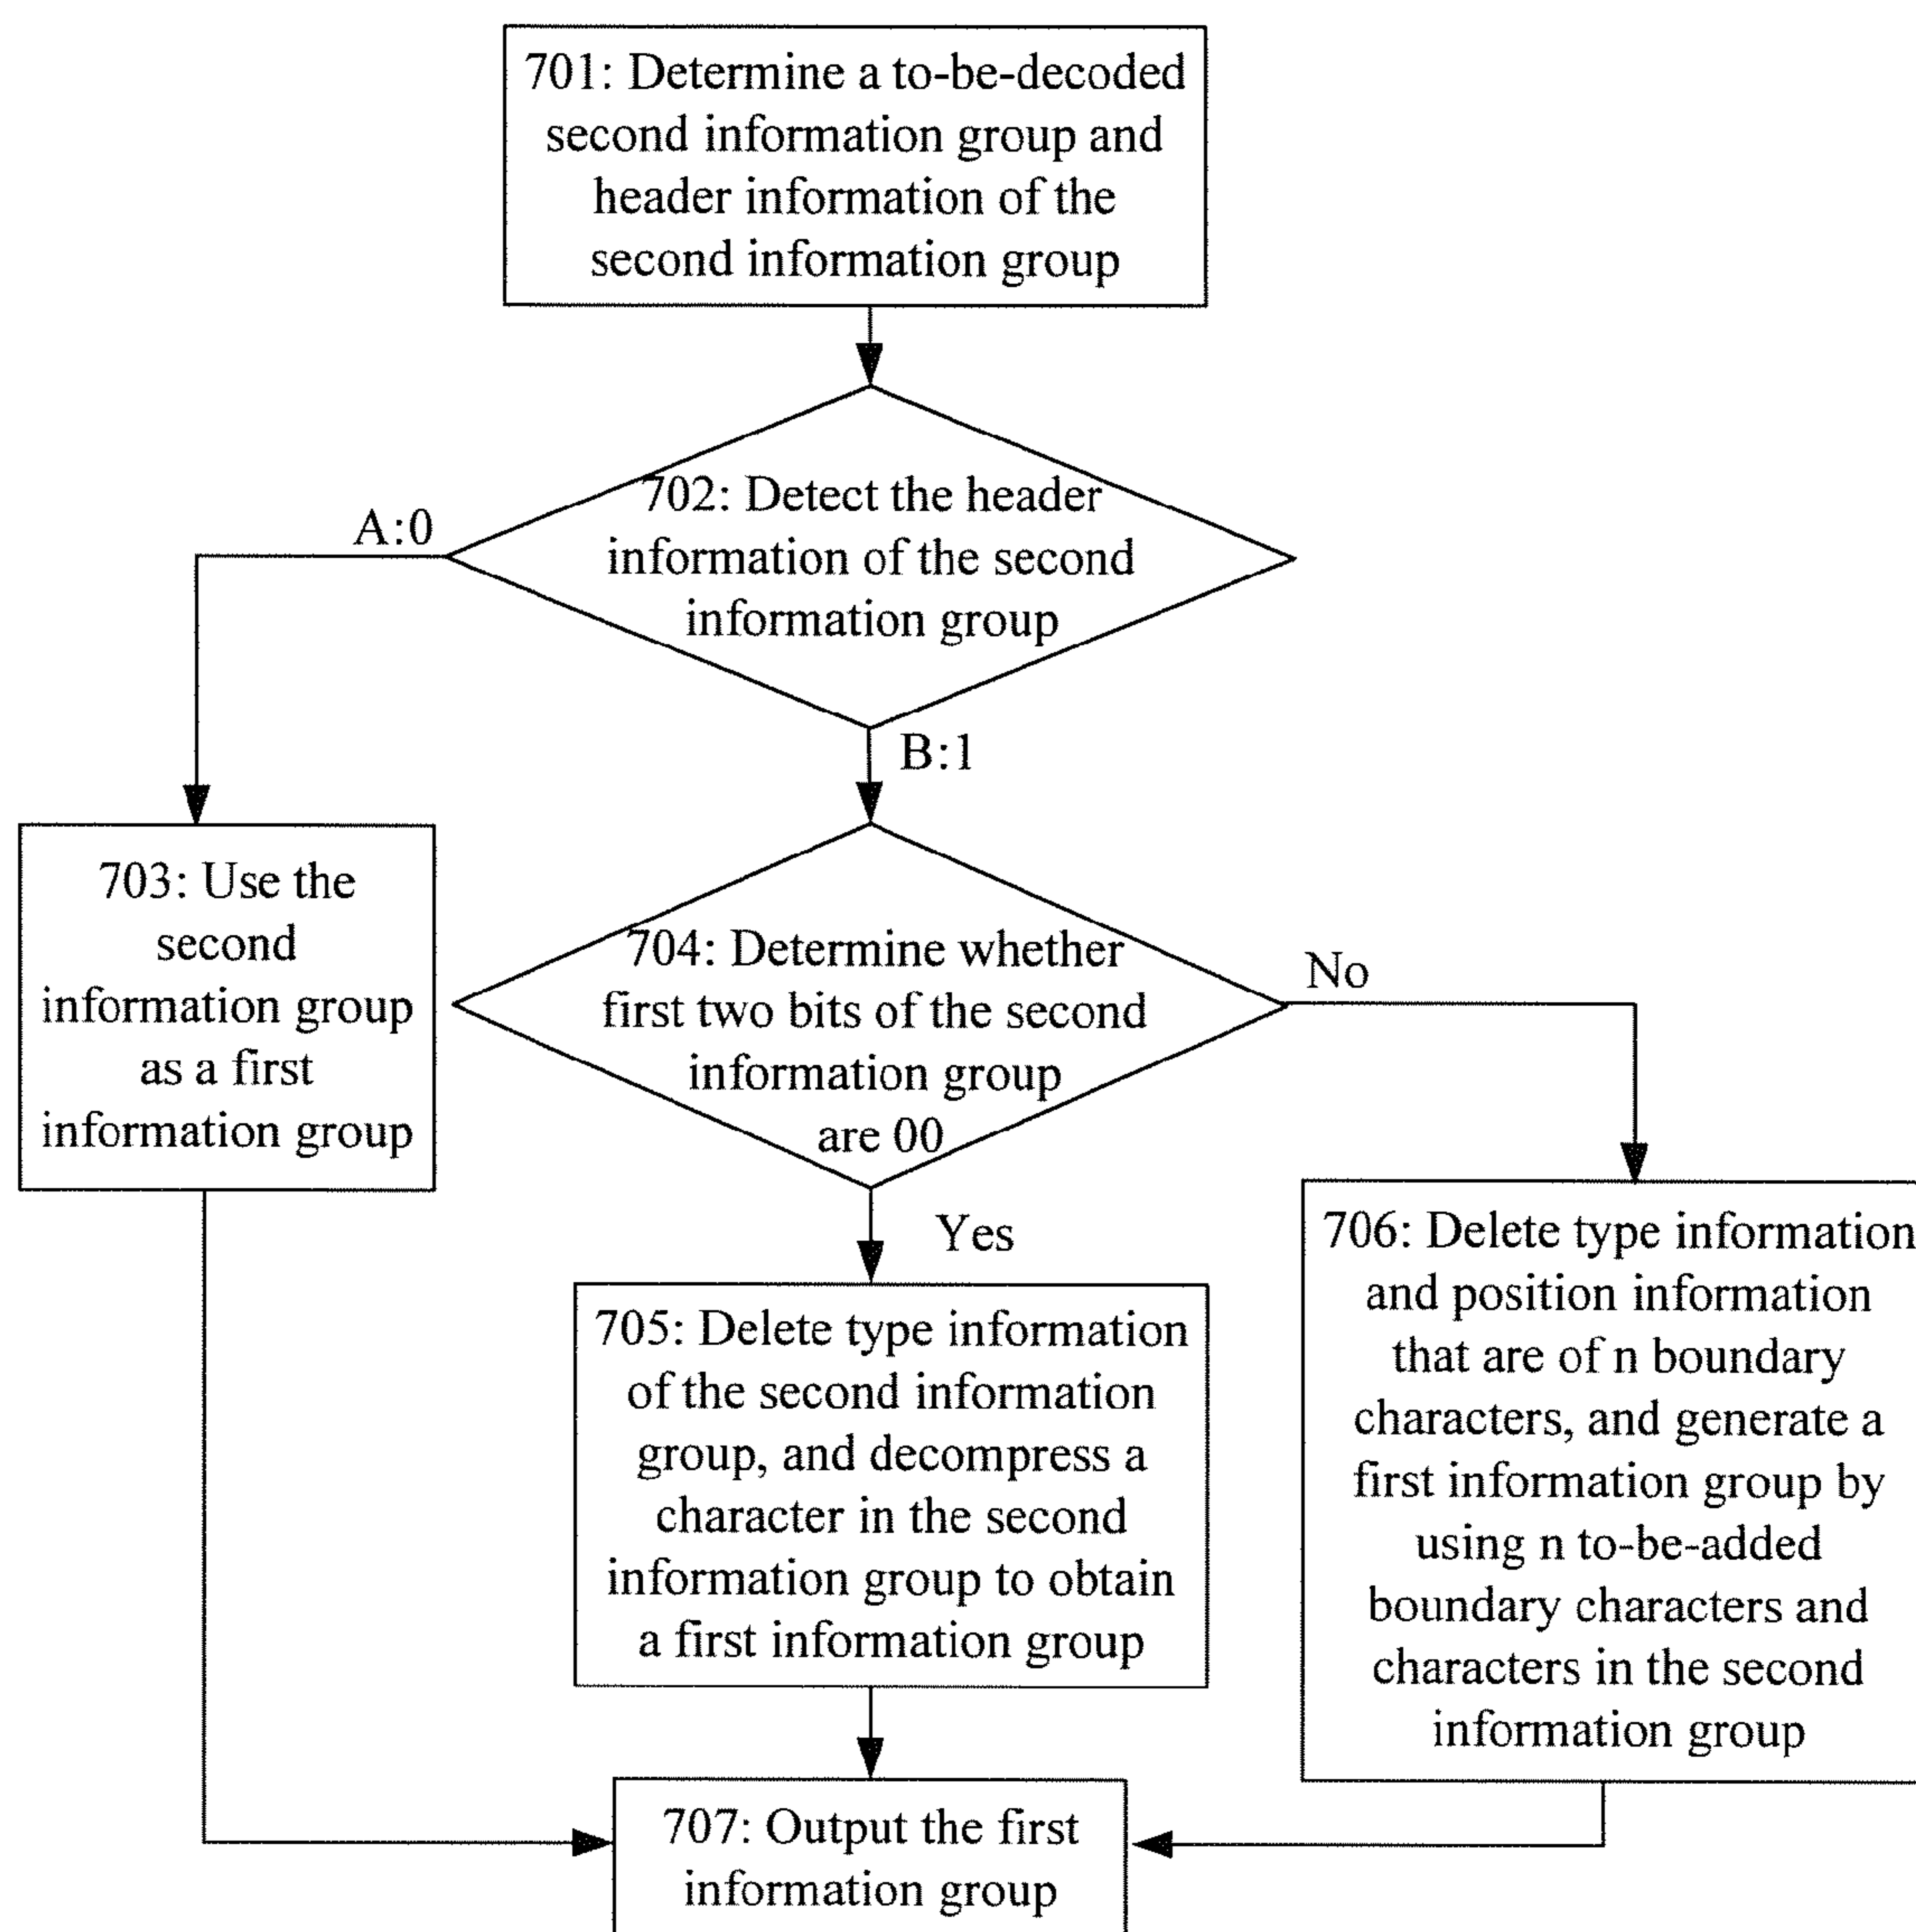 701: Determine a to-be-decoded
second information group and
header information of the
second information group
702: Detect the header
information of the second
information group
A:0
B:1
703: Use the
second
information group
as a first
information group
704: Determine whether
first two bits of the second
information group
are 00
No
Yes
705: Delete type information
of the second information
group, and decompress a
character in the second
information group to obtain
a first information group
706: Delete type information
and position information
that are of n boundary
characters, and generate a
first information group by
using n to-be-added
boundary characters and
characters in the second
information group
707: Output the first
information group